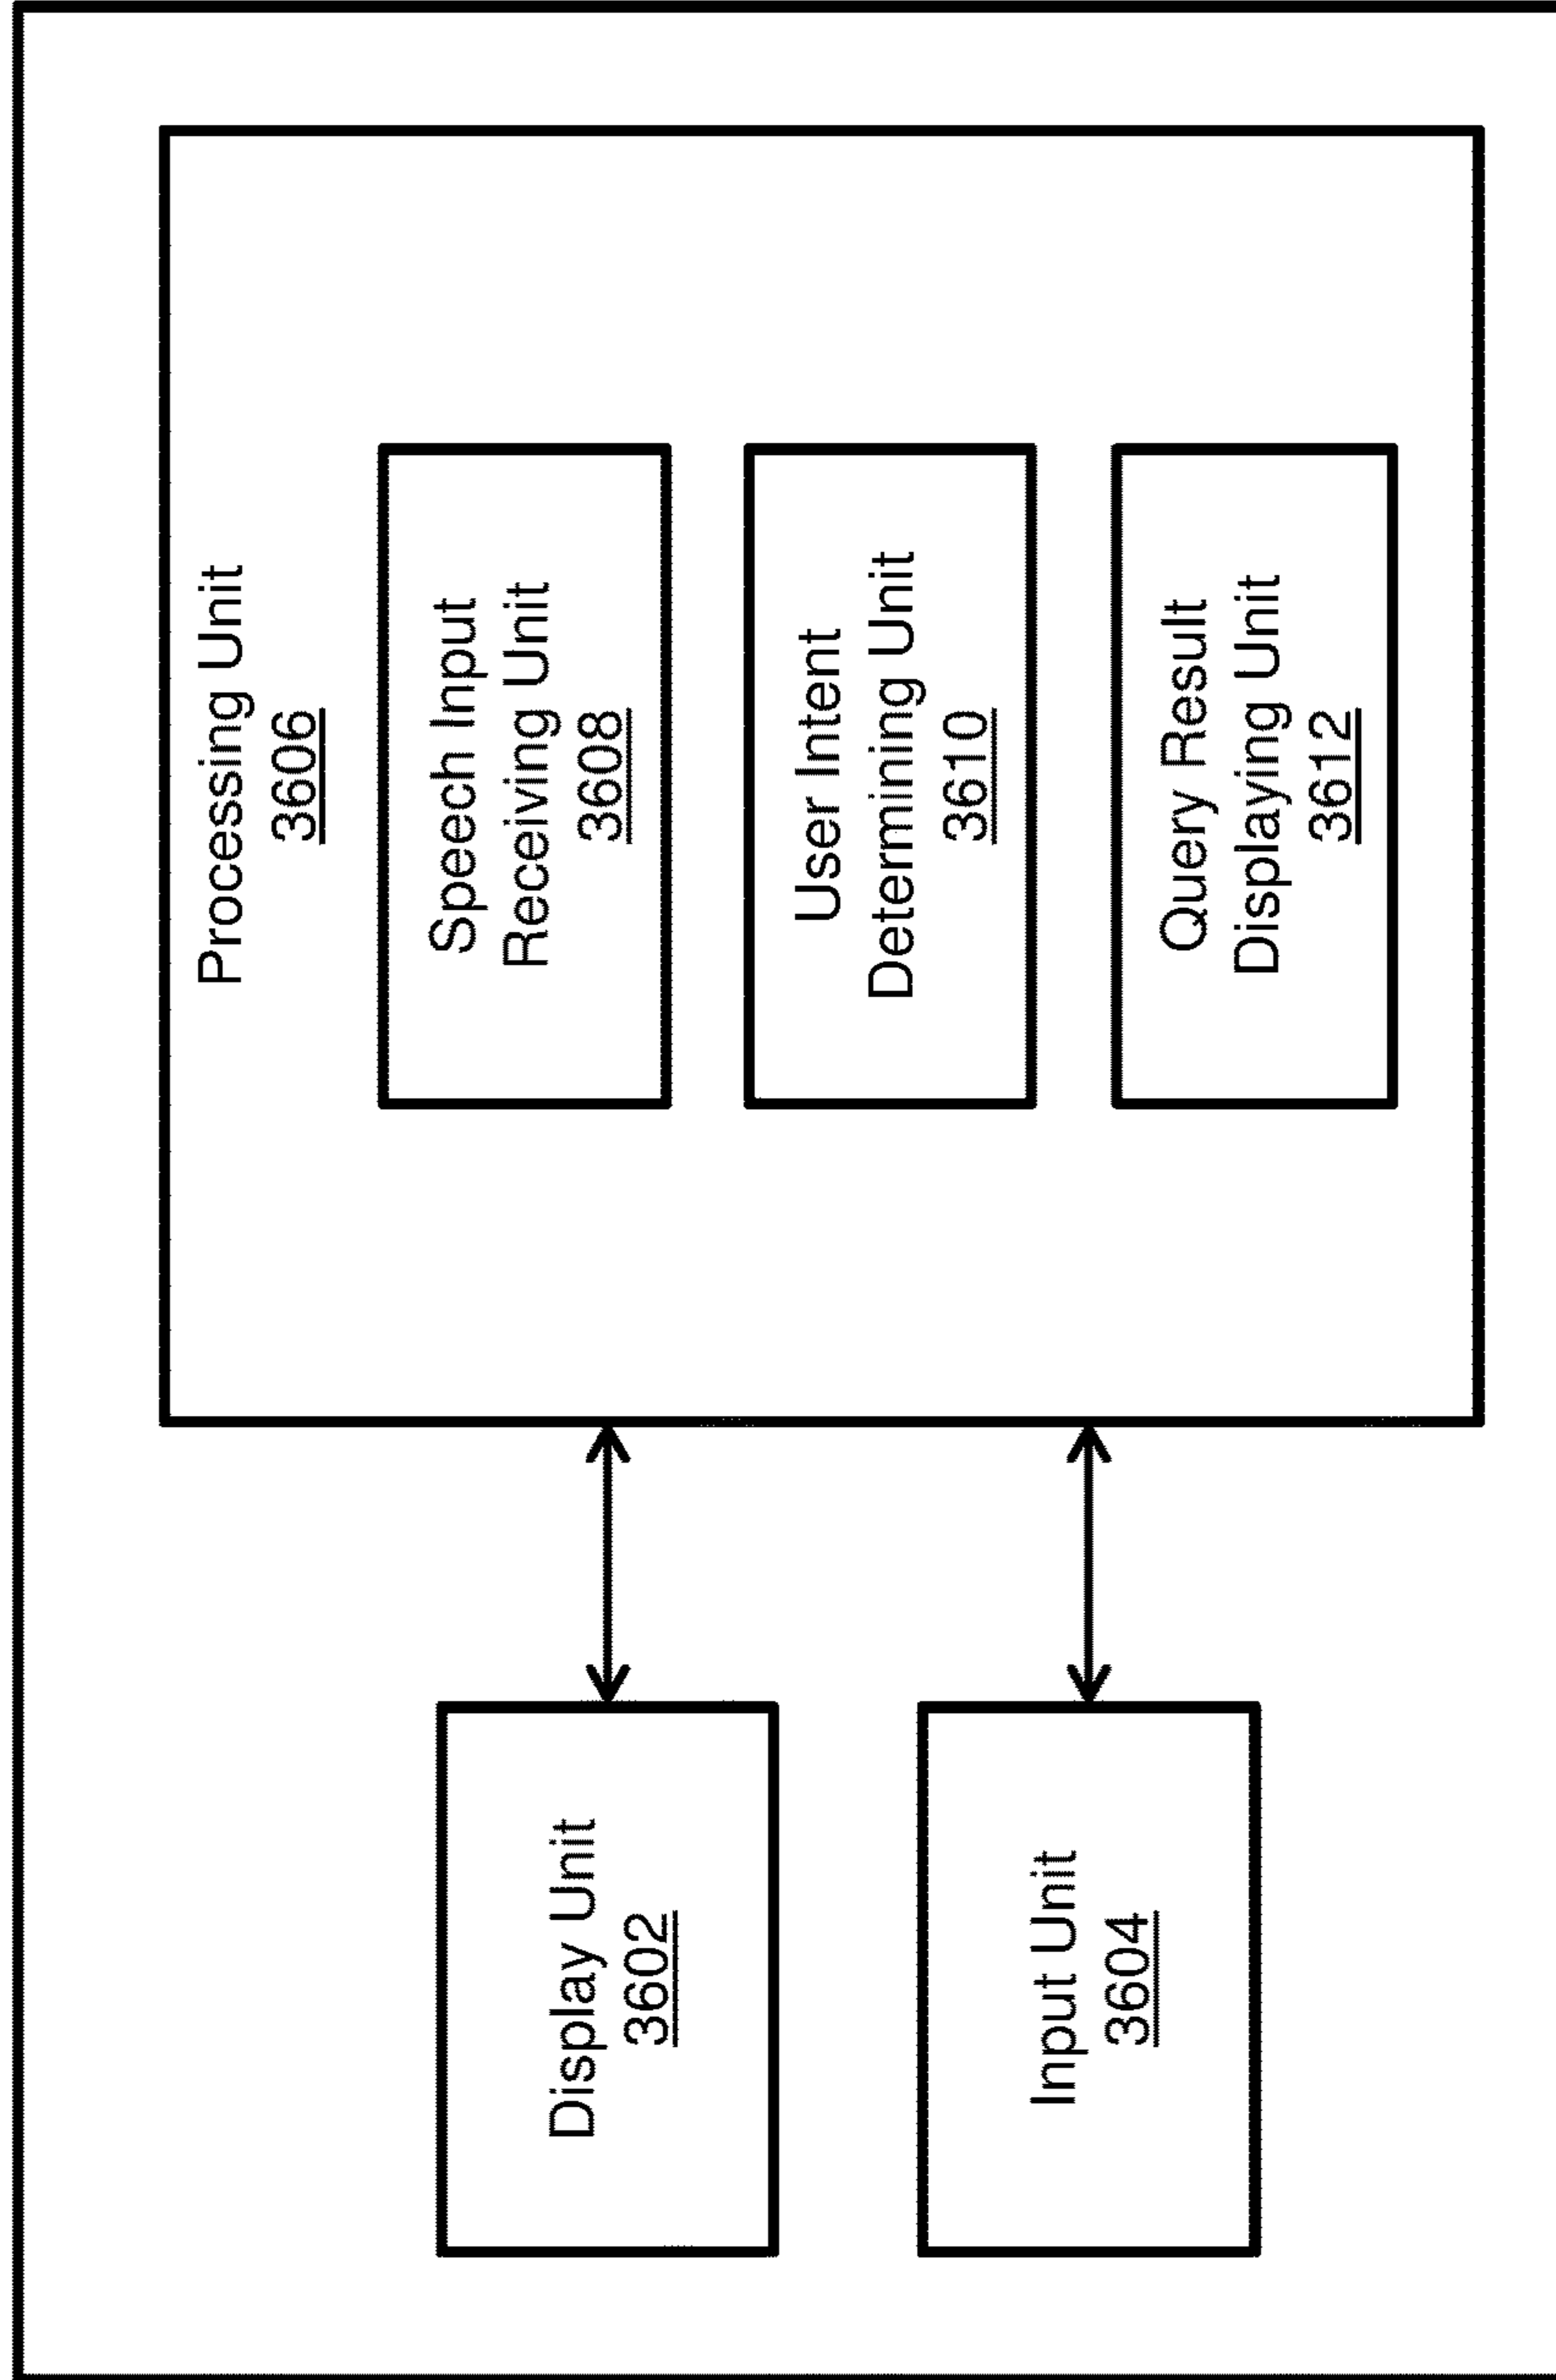 Processing Unit
3606
Speech Input
Receiving Unit
3608
User Intent
Determining Unit
3610
Query Result
Displaying Unit
3612
Display Unit
3602
Input Unit
3604